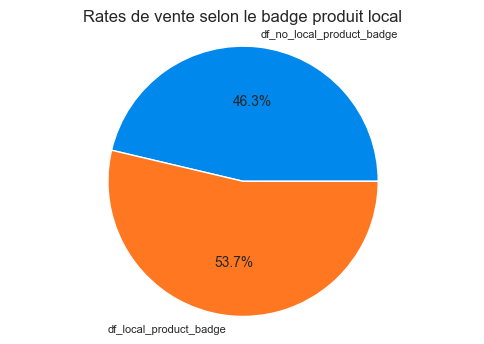 Rates de vente selon le badge produit local
df_no_local_product_badge
46.3%
53.7%
df_local_product_badge